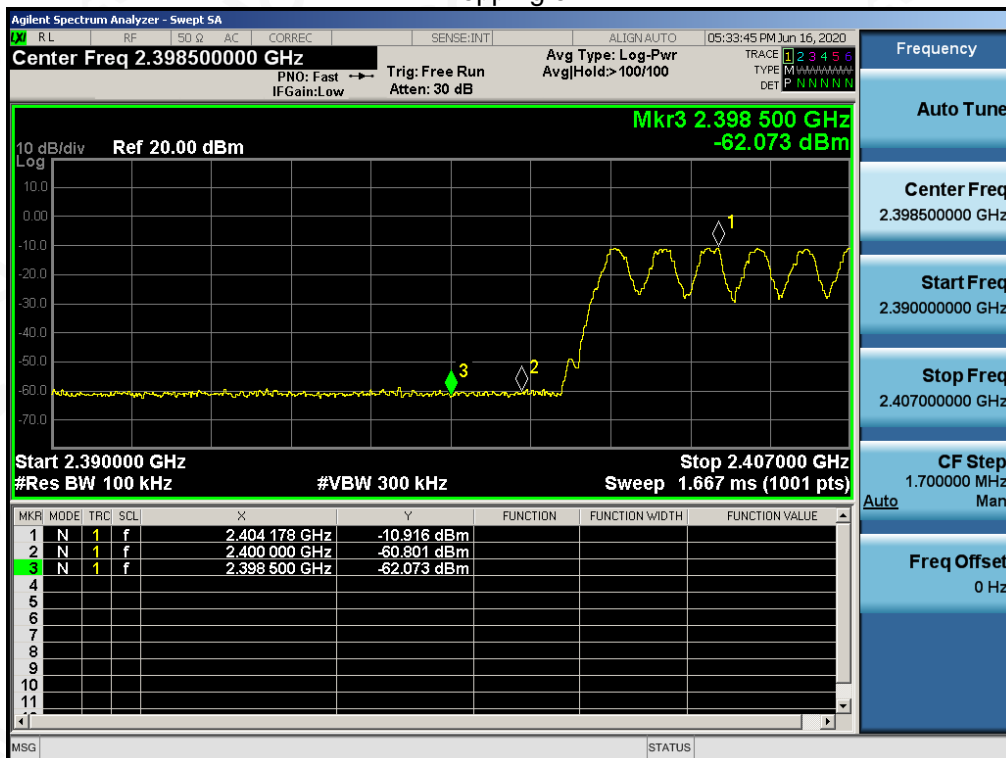 Agilent Spectrum Analyzer - Swept SA
LXI RL RF 50 Ω AC CORREC SENSE:INT ALIGN AUTO 05:33:45 PM Jun 16, 2020
Center Freq 2.398500000 GHz
PNO: Fast
IFGain:Low
Trig: Free Run
Atten: 30 dB
Avg Type: Log-Pwr
Avg|Hold:> 100/100
TRACE 1 2 3 4 5 6
TYPE M
DET P N N N N N
Mkr3 2.398 500 GHz
-62.073 dBm
10 dB/div Ref 20.00 dBm
Log
10.0
0.00
-10.0
-20.0
-30.0
-40.0
-50.0
-60.0
-70.0
1
2
3
Start 2.390000 GHz Stop 2.407000 GHz
#Res BW 100 kHz #VBW 300 kHz Sweep 1.667 ms (1001 pts)
MKR MODE TRC SCL X Y FUNCTION FUNCTION WIDTH FUNCTION VALUE
1 N 1 f 2.404 178 GHz -10.916 dBm
2 N 1 f 2.400 000 GHz -60.801 dBm
3 N 1 f 2.398 500 GHz -62.073 dBm
4
5
6
7
8
9
10
11
MSG STATUS
Frequency
Auto Tune
Center Freq
2.398500000 GHz
Start Freq
2.390000000 GHz
Stop Freq
2.407000000 GHz
CF Step
1.700000 MHz
Auto Man
Freq Offset
0 Hz